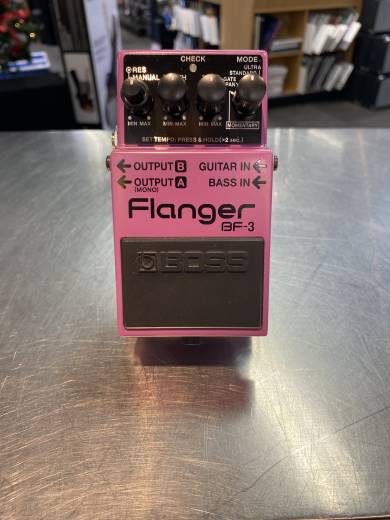 CHECK MODE
ULTRA
RES STANDARD
MANUAL GATE
MIN MAX MIN MAX MIN MAX MOMENTARY
SET TEMPO: PRESS & HOLD(>2 sec.)
OUTPUT B GUITAR IN
OUTPUT A BASS IN
(MONO)
Flanger
BF-3
BOSS